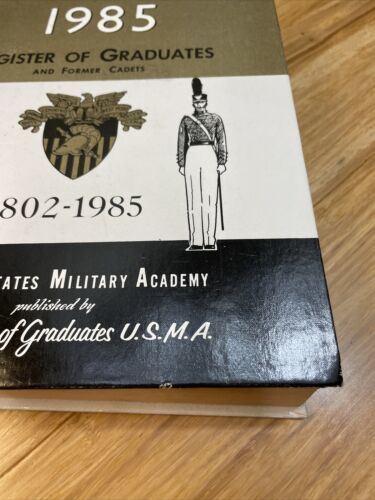 1985
GISTER OF GRADUATES
AND FORMER CADETS
802-1985
TATES MILITARY ACADEMY
published by
of Graduates U.S.M.A.